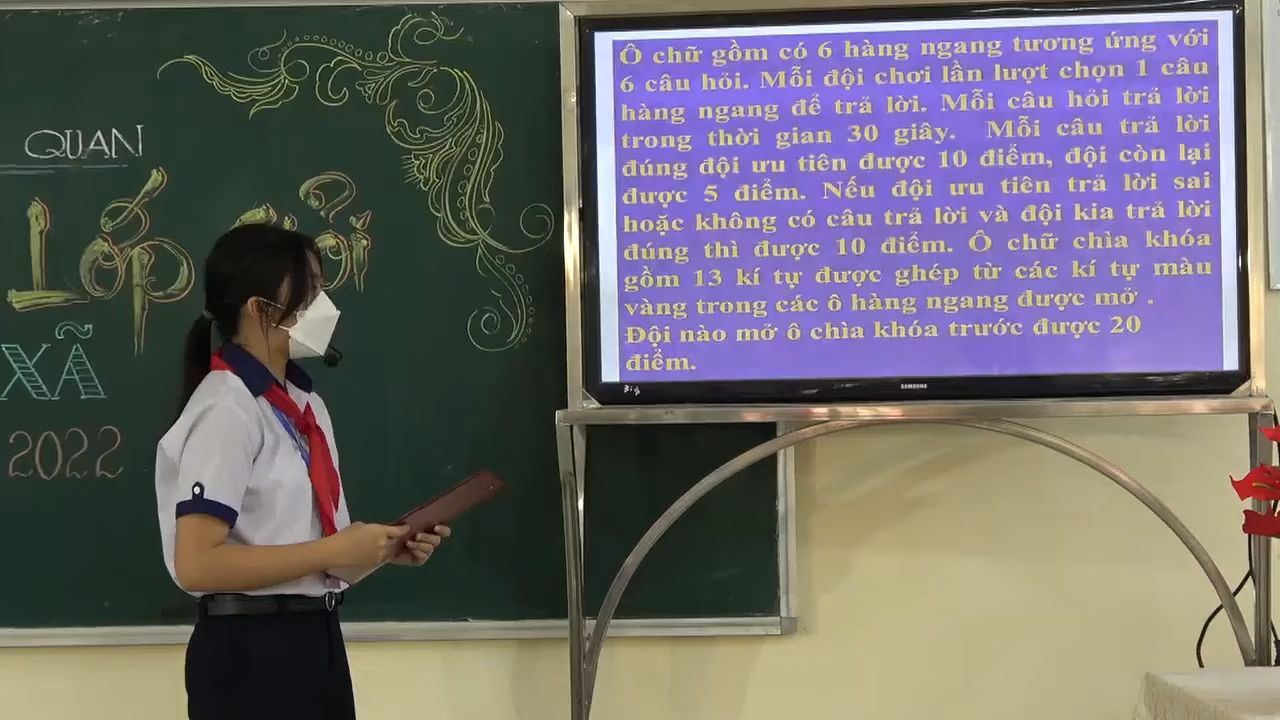 QUAN
Lớp
ổi
XÃ
2022
Ô chữ gồm có 6 hàng ngang tương ứng với
6 câu hỏi. Mỗi đội chơi lần lượt chọn 1 câu
hàng ngang để trả lời. Mỗi câu hỏi trả lời
trong thời gian 30 giây. Mỗi câu trả lời
đúng đội ưu tiên được 10 điểm, đội còn lại
được 5 điểm. Nếu đội ưu tiên trả lời sai
hoặc không có câu trả lời và đội kia trả lời
đúng thì được 10 điểm. Ô chữ chìa khóa
gồm 13 kí tự được ghép từ các kí tự màu
vàng trong các ô hàng ngang được mở .
Đội nào mở ô chìa khóa trước được 20
điểm.
SAMSUNG